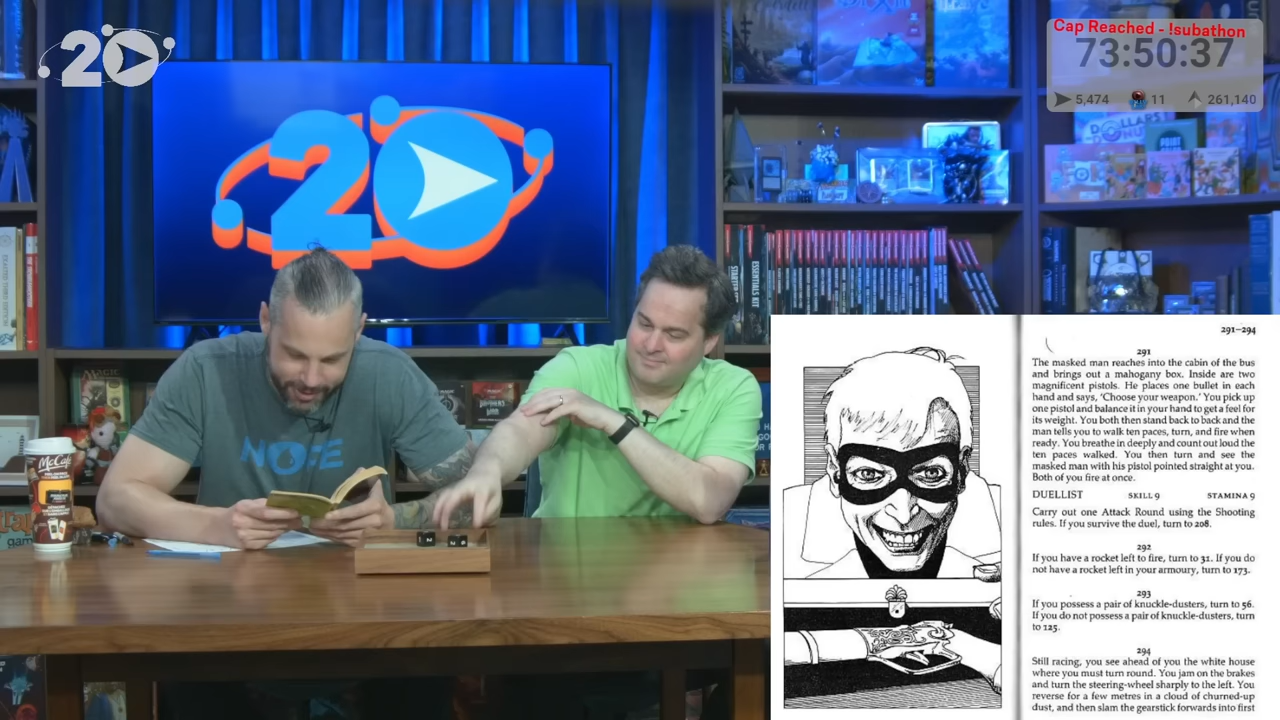 20
Cap Reached - !subathon
73:50:37
5,474
11
261,140
20
DOLLARS
STARTER SET
ESSENTIALS KIT
MAGIC
McCafé
NOISE
291-294
291
The masked man reaches into the cabin of the bus
and brings out a mahogany box. Inside are two
magnificent pistols. He places one bullet in each
hand and says, 'Choose your weapon.' You pick up
one pistol and balance it in your hand to get a feel for
its weight. You both then stand back to back and the
man tells you to walk ten paces, turn, and fire when
ready. You breathe in deeply and count out loud the
ten paces walked. You then turn and see the
masked man with his pistol pointed straight at you.
Both of you fire at once.
DUELLIST SKILL 9 STAMINA 9
Carry out one Attack Round using the Shooting
rules. If you survive the duel, turn to 208.
292
If you have a rocket left to fire, turn to 31. If you do
not have a rocket left in your armoury, turn to 173.
293
If you possess a pair of knuckle-dusters, turn to 56.
If you do not possess a pair of knuckle-dusters, turn
to 125.
294
Still racing, you see ahead of you the white house
where you must turn round. You jam on the brakes
and turn the steering-wheel sharply to the left. You
reverse for a few metres in a cloud of churned-up
dust, and then slam the gearstick forwards into first